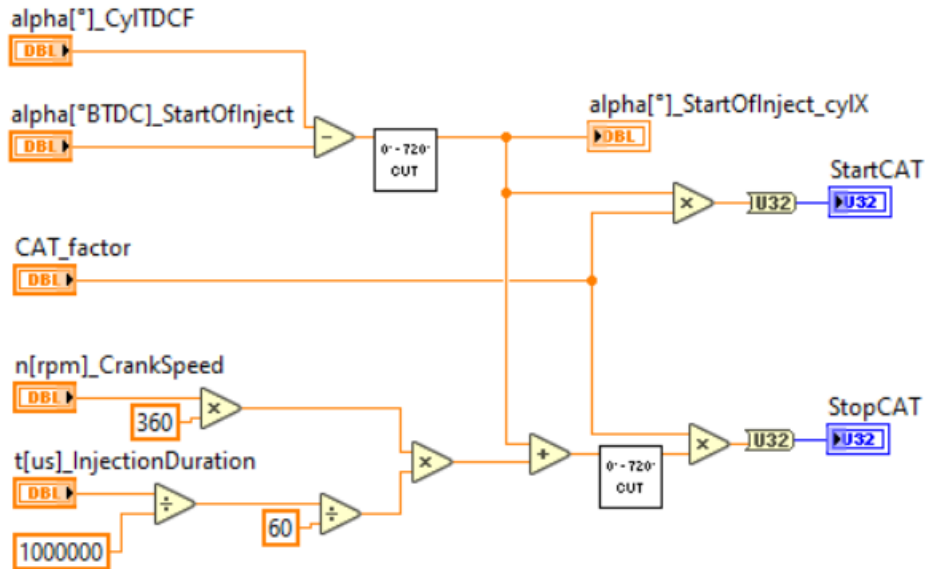 alpha[°]_CylTDCF
DBL
alpha[°BTDC]_StartOfInject
DBL
-
0°-720°
CUT
alpha[°]_StartOfInject_cylX
DBL
StartCAT
×
U32
U32
CAT_factor
DBL
n[rpm]_CrankSpeed
DBL
360
×
t[us]_InjectionDuration
DBL
÷
1000000
60
÷
×
+
0°-720°
CUT
×
U32
StopCAT
U32